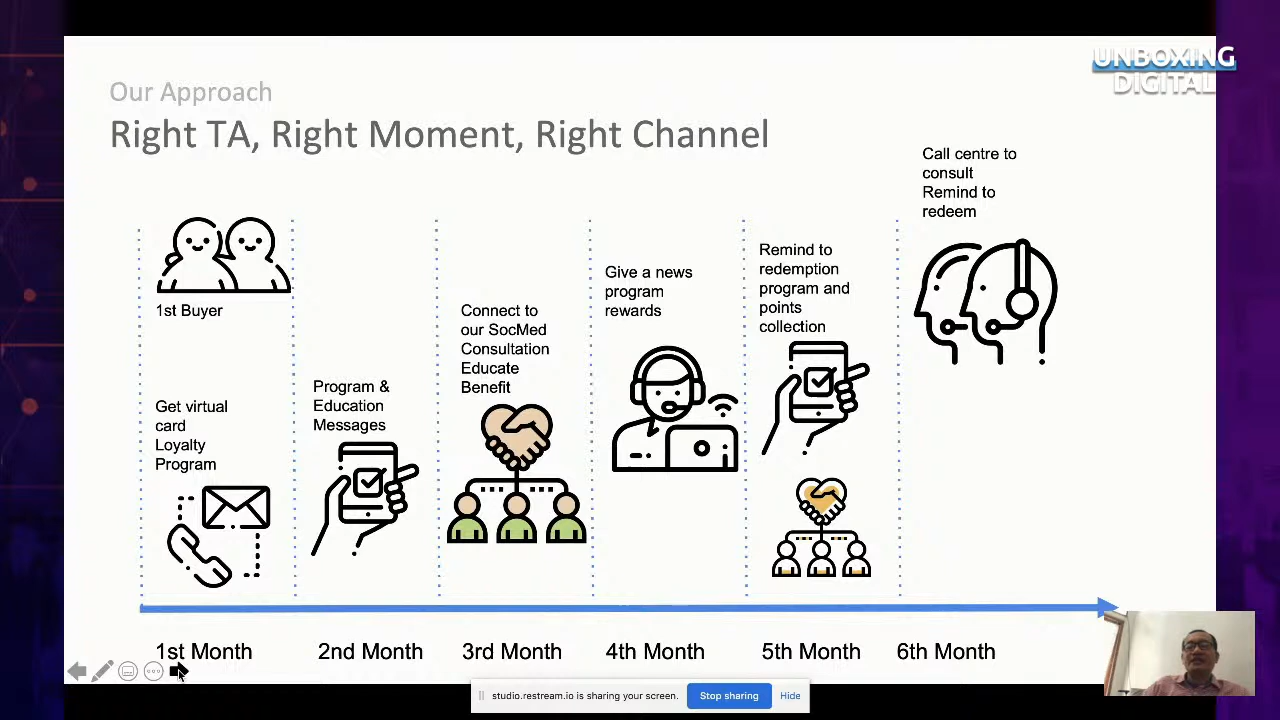 UNBOXING
DIGITAL
Our Approach
Right TA, Right Moment, Right Channel
1st Buyer
Get virtual
card
Loyalty
Program
Program &
Education
Messages
Connect to
our SocMed
Consultation
Educate
Benefit
Give a news
program
rewards
Remind to
redemption
program and
points
collection
Call centre to
consult
Remind to
redeem
1st Month
2nd Month
3rd Month
4th Month
5th Month
6th Month
studio.restream.io is sharing your screen.
Stop sharing
Hide